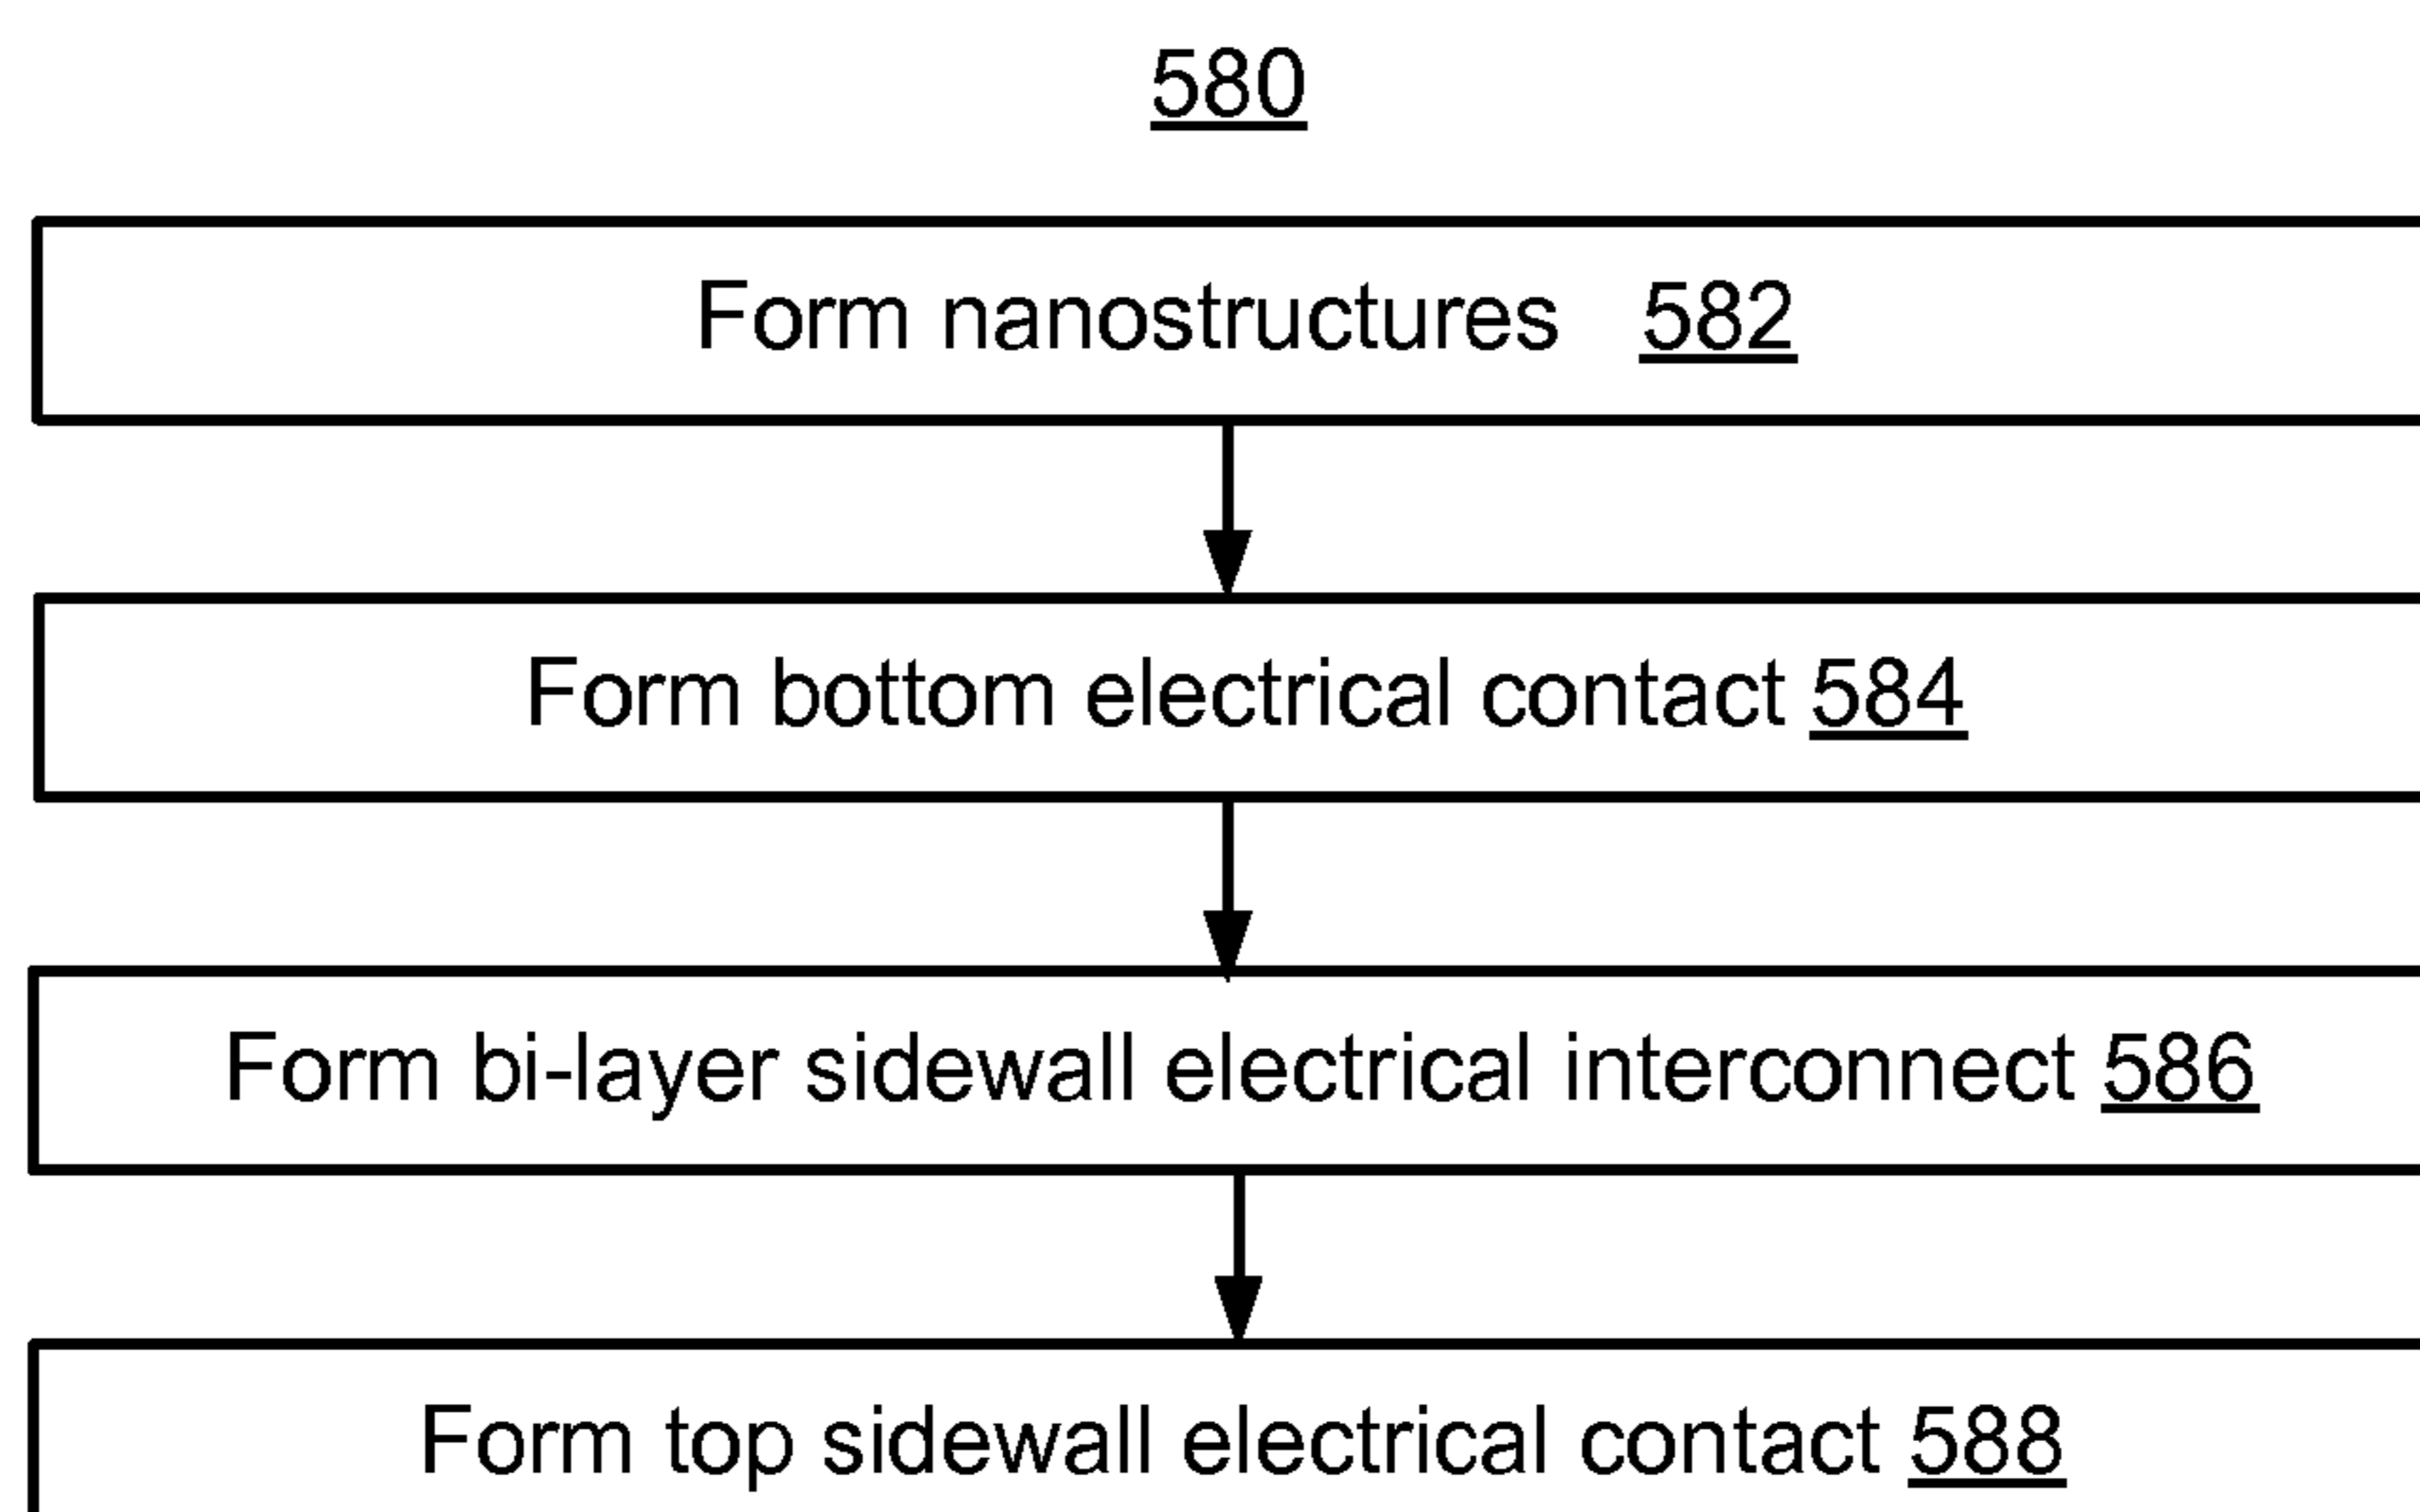 580
Form nanostructures 582
Form bottom electrical contact 584
Form bi-layer sidewall electrical interconnect 586
Form top sidewall electrical contact 588